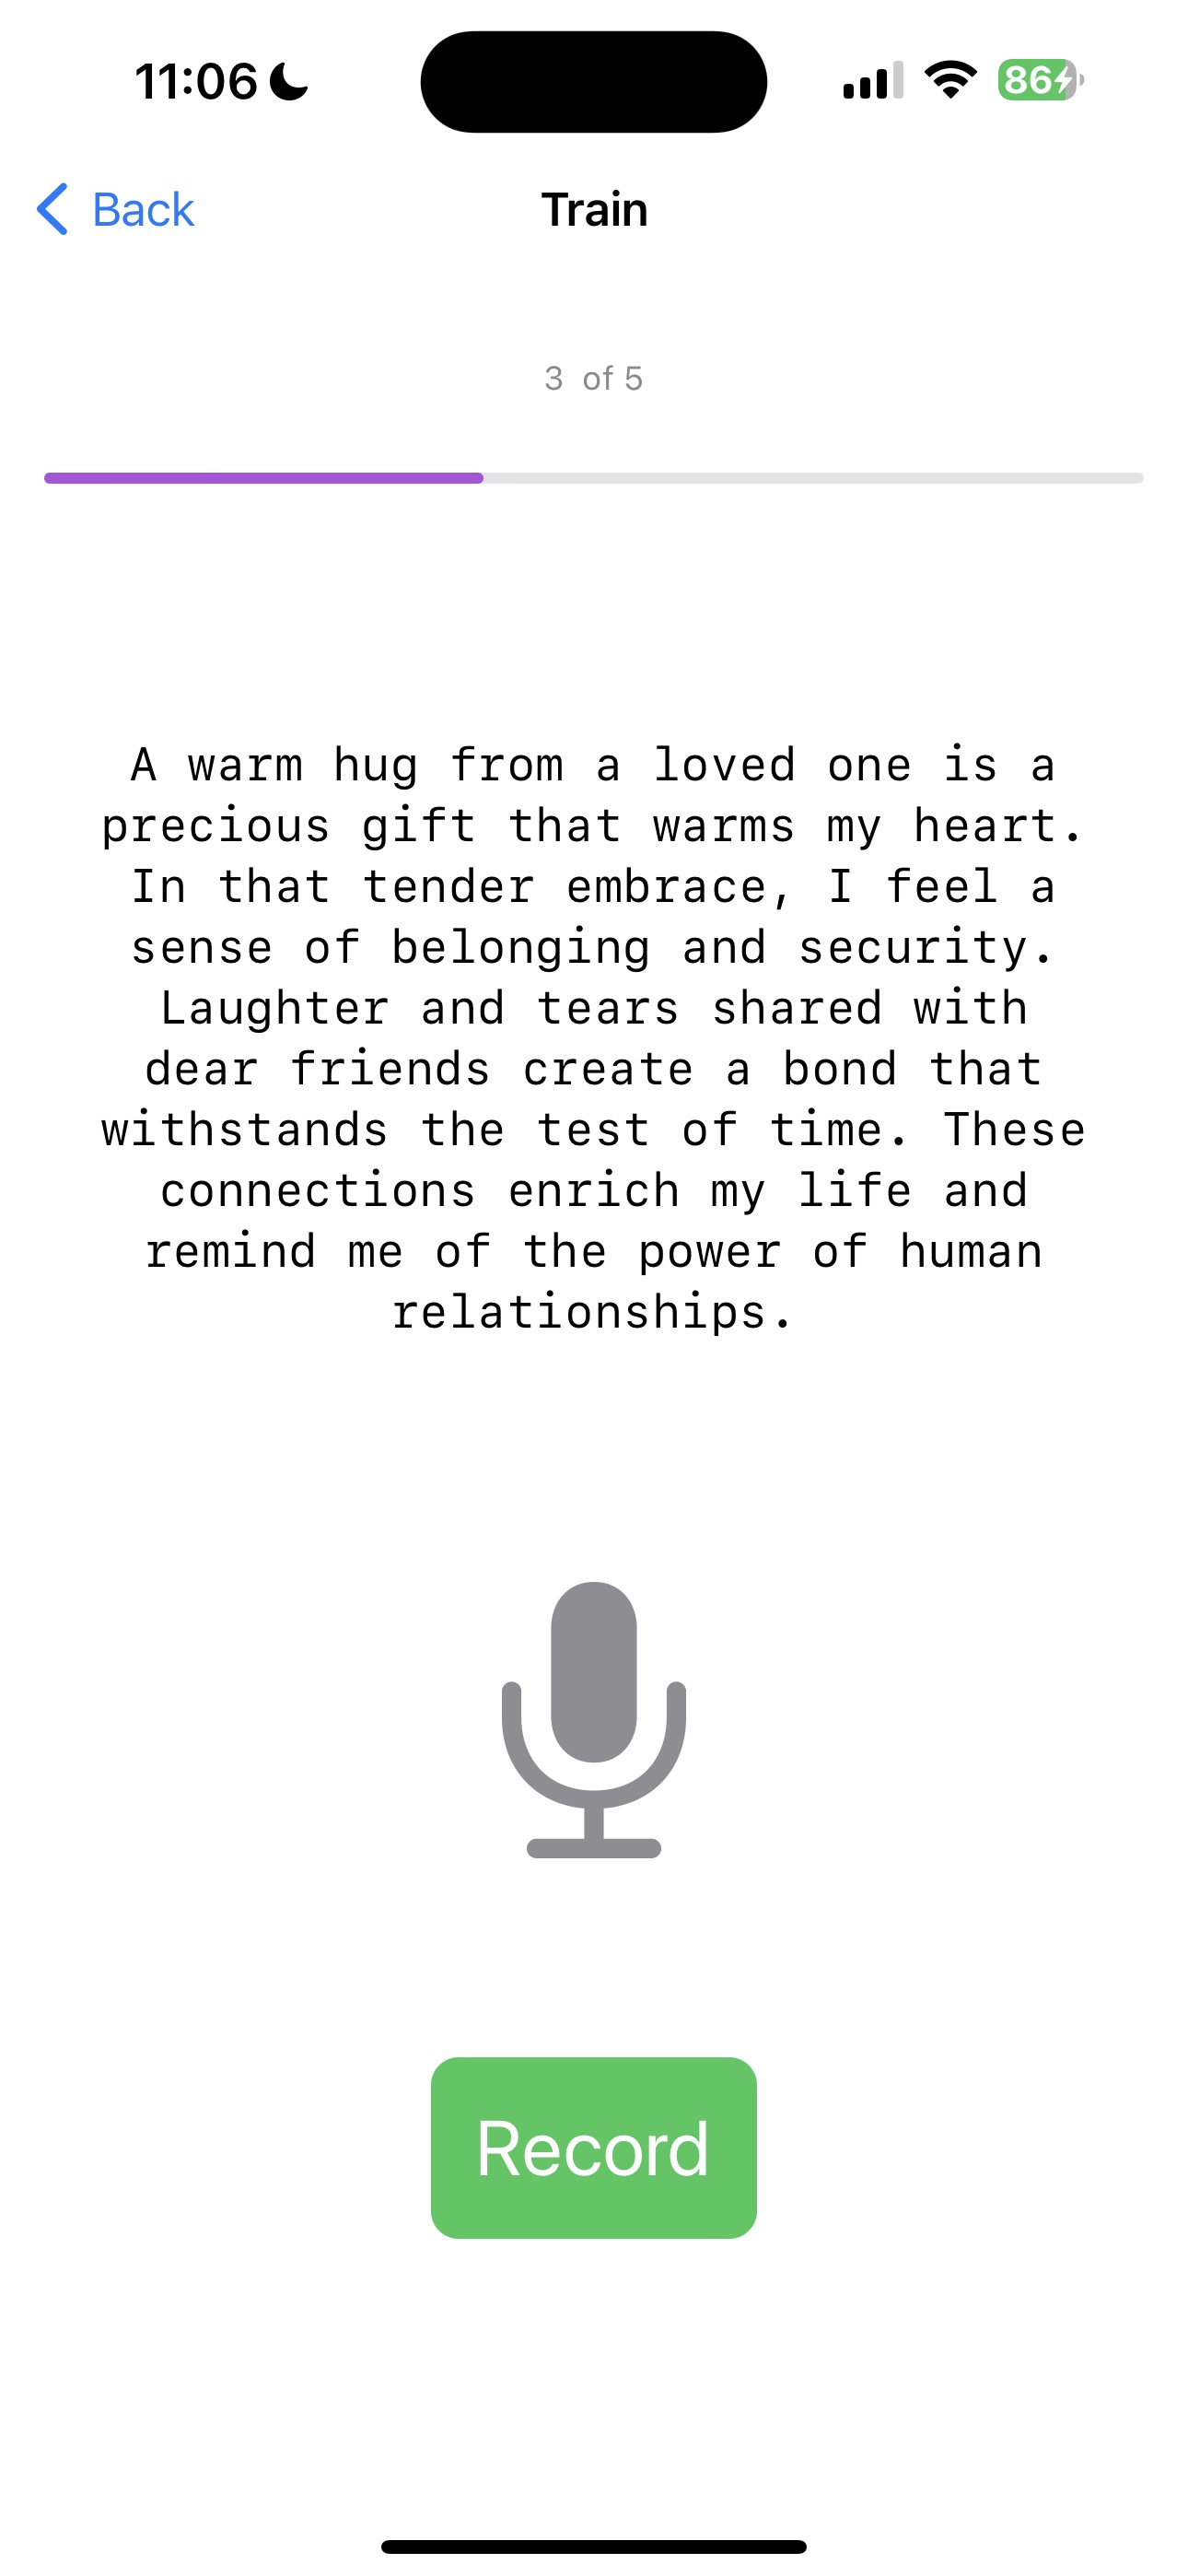 11:06
86
Back
Train
3 of 5
A warm hug from a loved one is a
precious gift that warms my heart.
In that tender embrace, I feel a
sense of belonging and security.
Laughter and tears shared with
dear friends create a bond that
withstands the test of time. These
connections enrich my life and
remind me of the power of human
relationships.
Record